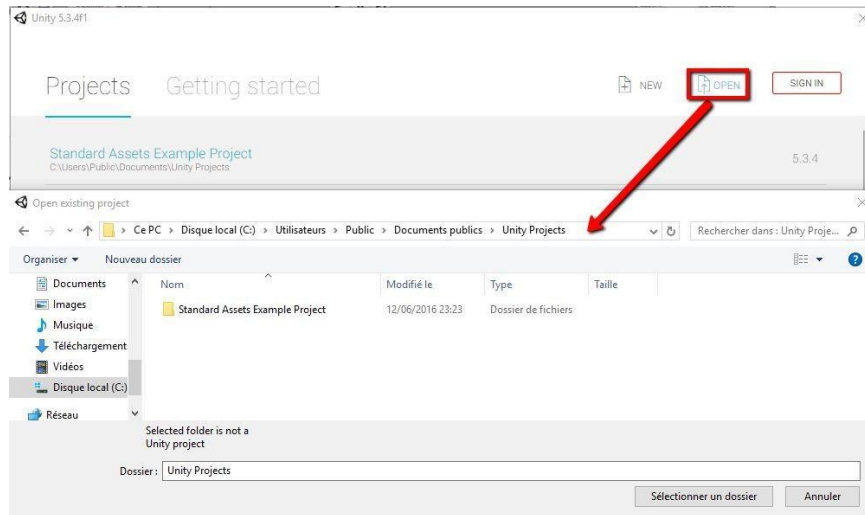 Unity 5.3.4f1
Projects Getting started NEW OPEN SIGN IN
Standard Assets Example Project 5.3.4
C:\Users\Public\Documents\Unity Projects
Open existing project
Ce PC > Disque local (C:) > Utilisateurs > Public > Documents publics > Unity Projects Rechercher dans : Unity Proje...
Organiser Nouveau dossier
Documents Nom Modifié le Type Taille
Images Standard Assets Example Project 12/06/2016 23:23 Dossier de fichiers
Musique
Téléchargement
Vidéos
Disque local (C:)
Réseau
Selected folder is not a
Unity project
Dossier : Unity Projects
Sélectionner un dossier Annuler